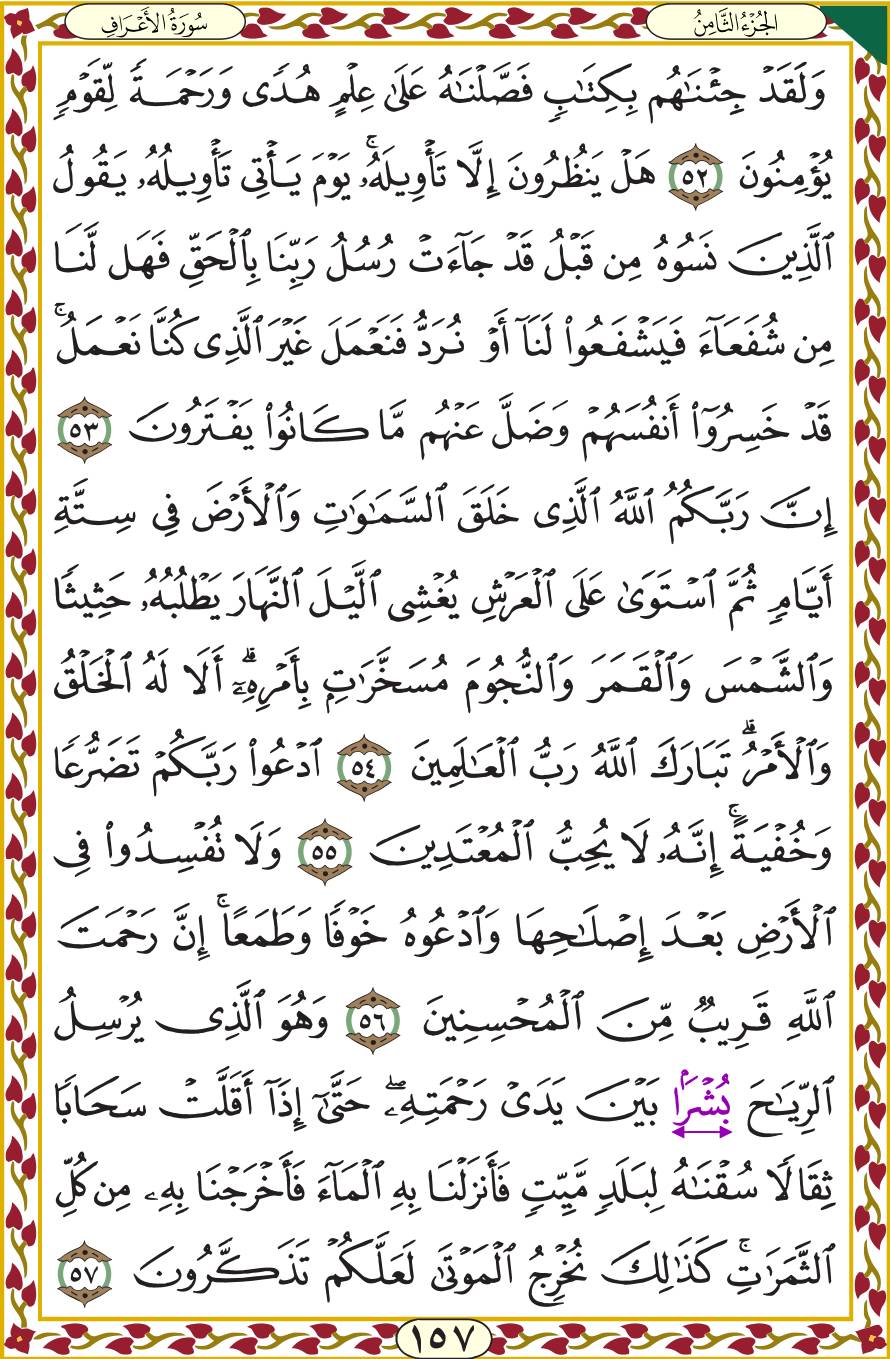 الجُزْءُ الثَّامِنُ
سُورَةُ الأَعْرَافِ
وَلَقَدْ جِئْنَٰهُم بِكِتَٰبٍ فَصَّلْنَٰهُ عَلَىٰ عِلْمٍ هُدًى وَرَحْمَةً لِّقَوْمٍ
يُؤْمِنُونَ ٥٢ هَلْ يَنظُرُونَ إِلَّا تَأْوِيلَهُۥۚ يَوْمَ يَأْتِى تَأْوِيلُهُۥ يَقُولُ
ٱلَّذِينَ نَسُوهُ مِن قَبْلُ قَدْ جَآءَتْ رُسُلُ رَبِّنَا بِٱلْحَقِّ فَهَل لَّنَا
مِن شُفَعَآءَ فَيَشْفَعُوا۟ لَنَآ أَوْ نُرَدُّ فَنَعْمَلَ غَيْرَ ٱلَّذِى كُنَّا نَعْمَلُۚ
قَدْ خَسِرُوٓا۟ أَنفُسَهُمْ وَضَلَّ عَنْهُم مَّا كَانُوا۟ يَفْتَرُونَ ٥٣
إِنَّ رَبَّكُمُ ٱللَّهُ ٱلَّذِى خَلَقَ ٱلسَّمَٰوَٰتِ وَٱلْأَرْضَ فِى سِتَّةِ
أَيَّامٍ ثُمَّ ٱسْتَوَىٰ عَلَى ٱلْعَرْشِ يُغْشِى ٱلَّيْلَ ٱلنَّهَارَ يَطْلُبُهُۥ حَثِيثًا
وَٱلشَّمْسَ وَٱلْقَمَرَ وَٱلنُّجُومَ مُسَخَّرَٰتٍۭ بِأَمْرِهِۦٓۗ أَلَا لَهُ ٱلْخَلْقُ
وَٱلْأَمْرُۗ تَبَارَكَ ٱللَّهُ رَبُّ ٱلْعَٰلَمِينَ ٥٤ ٱدْعُوا۟ رَبَّكُمْ تَضَرُّعًا
وَخُفْيَةًۚ إِنَّهُۥ لَا يُحِبُّ ٱلْمُعْتَدِينَ ٥٥ وَلَا تُفْسِدُوا۟ فِى
ٱلْأَرْضِ بَعْدَ إِصْلَٰحِهَا وَٱدْعُوهُ خَوْفًا وَطَمَعًاۚ إِنَّ رَحْمَتَ
ٱللَّهِ قَرِيبٌ مِّنَ ٱلْمُحْسِنِينَ ٥٦ وَهُوَ ٱلَّذِى يُرْسِلُ
ٱلرِّيَٰحَ بُشْرَۢا بَيْنَ يَدَىْ رَحْمَتِهِۦۖ حَتَّىٰٓ إِذَآ أَقَلَّتْ سَحَابًا
ثِقَالًا سُقْنَٰهُ لِبَلَدٍ مَّيِّتٍ فَأَنزَلْنَا بِهِ ٱلْمَآءَ فَأَخْرَجْنَا بِهِۦ مِن كُلِّ
ٱلثَّمَرَٰتِۚ كَذَٰلِكَ نُخْرِجُ ٱلْمَوْتَىٰ لَعَلَّكُمْ تَذَكَّرُونَ ٥٧
١٥٧